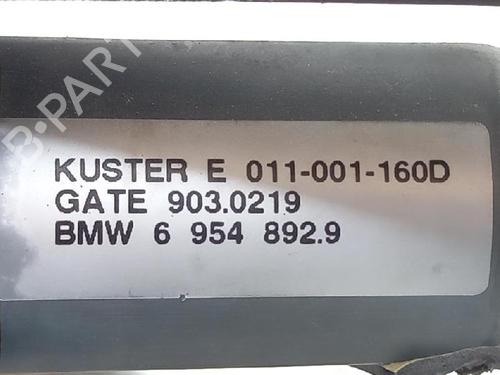 B-PARTS
KUSTER E 011-001-160D
GATE 903.0219
BMW 6 954 892.9